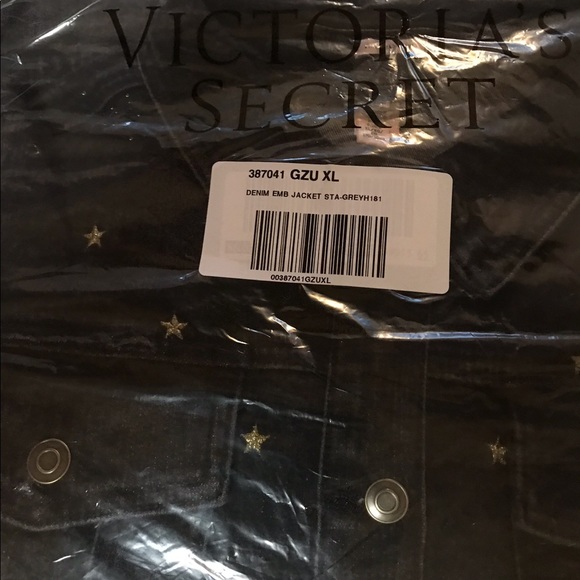 VICTORIA'S
SECRET
387041 GZU XL
DENIM EMB JACKET STA-GREYH181
00387041GZUXL